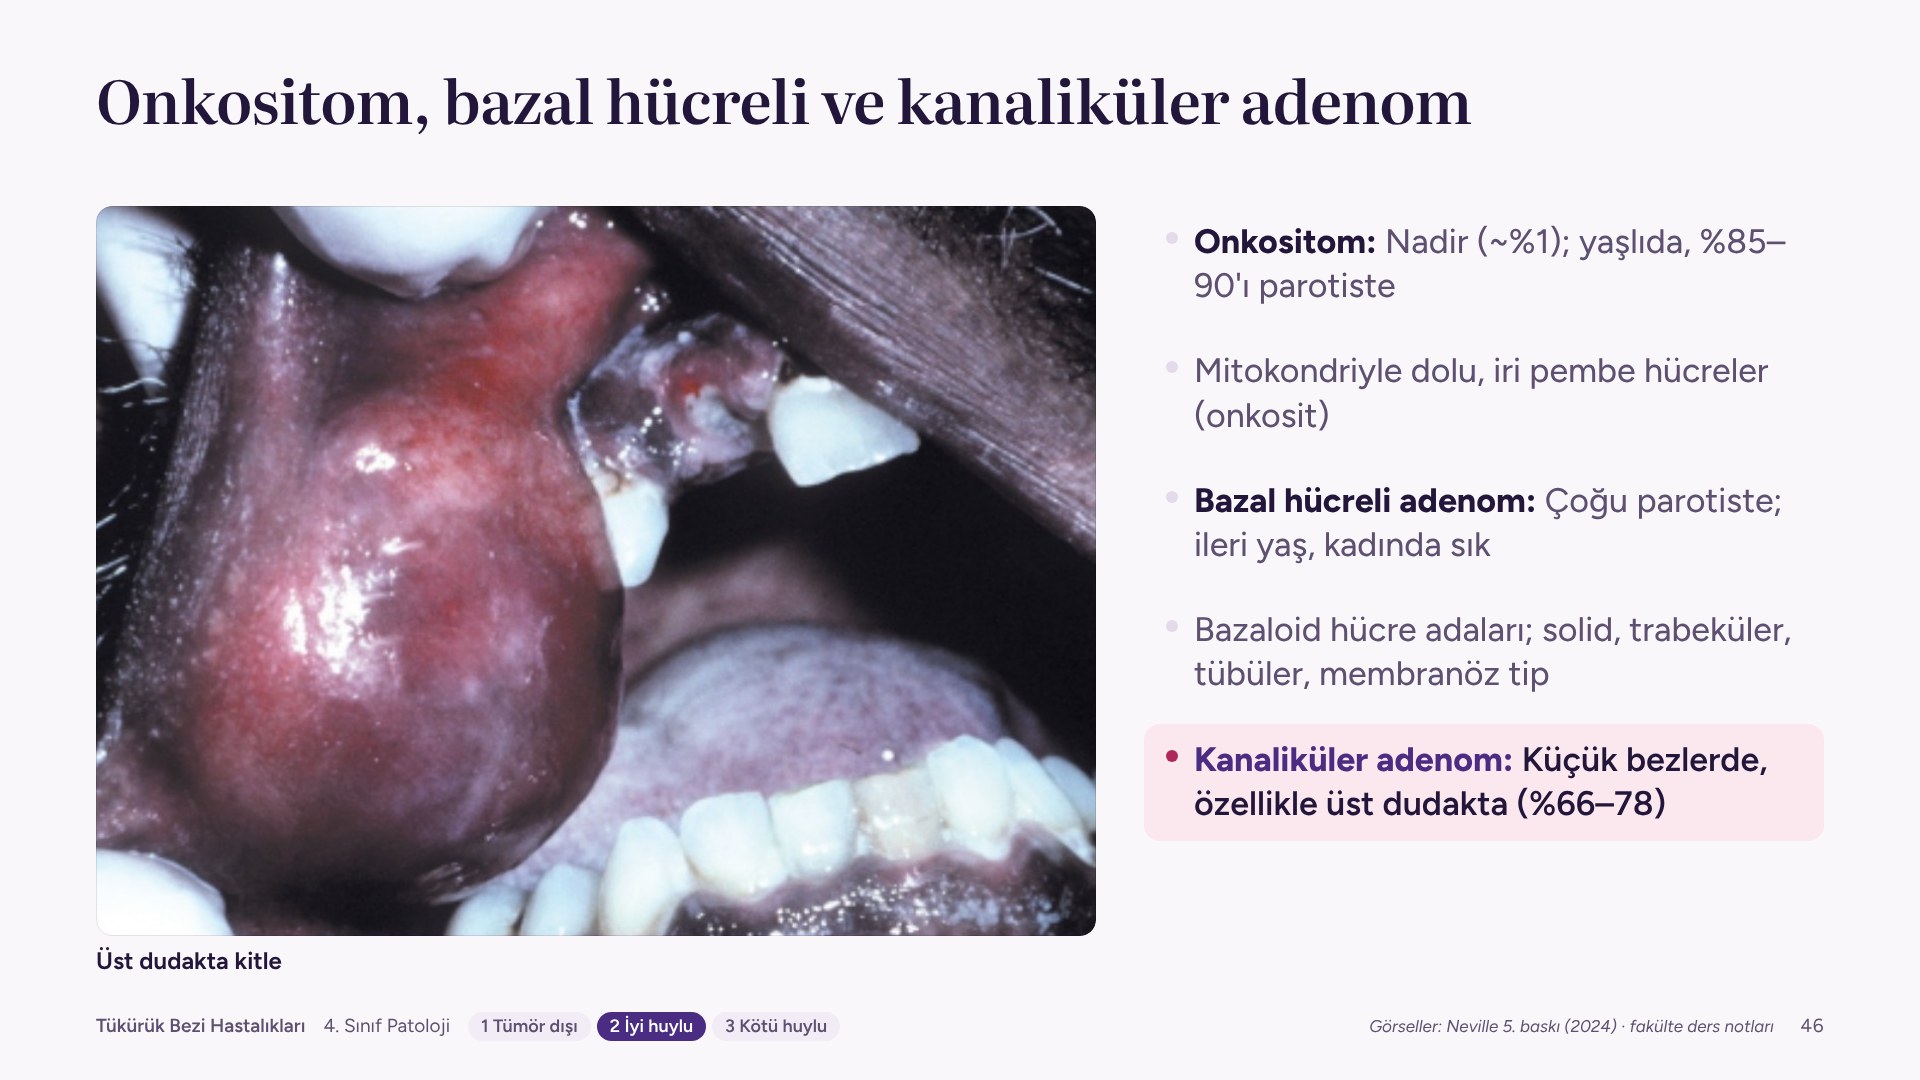 Onkositom, bazal hücreli ve kanaliküler adenom
Onkositom: Nadir (~%1); yaşlıda, %85–
90'ı parotiste
Mitokondriyle dolu, iri pembe hücreler
(onkosit)
Bazal hücreli adenom: Çoğu parotiste;
ileri yaş, kadında sık
Bazaloid hücre adaları; solid, trabeküler,
tübüler, membranöz tip
Kanaliküler adenom: Küçük bezlerde,
özellikle üst dudakta (%66–78)
Üst dudakta kitle
Tükürük Bezi Hastalıkları 4. Sınıf Patoloji 1 Tümör dışı 2 İyi huylu 3 Kötü huylu
Görseller: Neville 5. baskı (2024) · fakülte ders notları 46